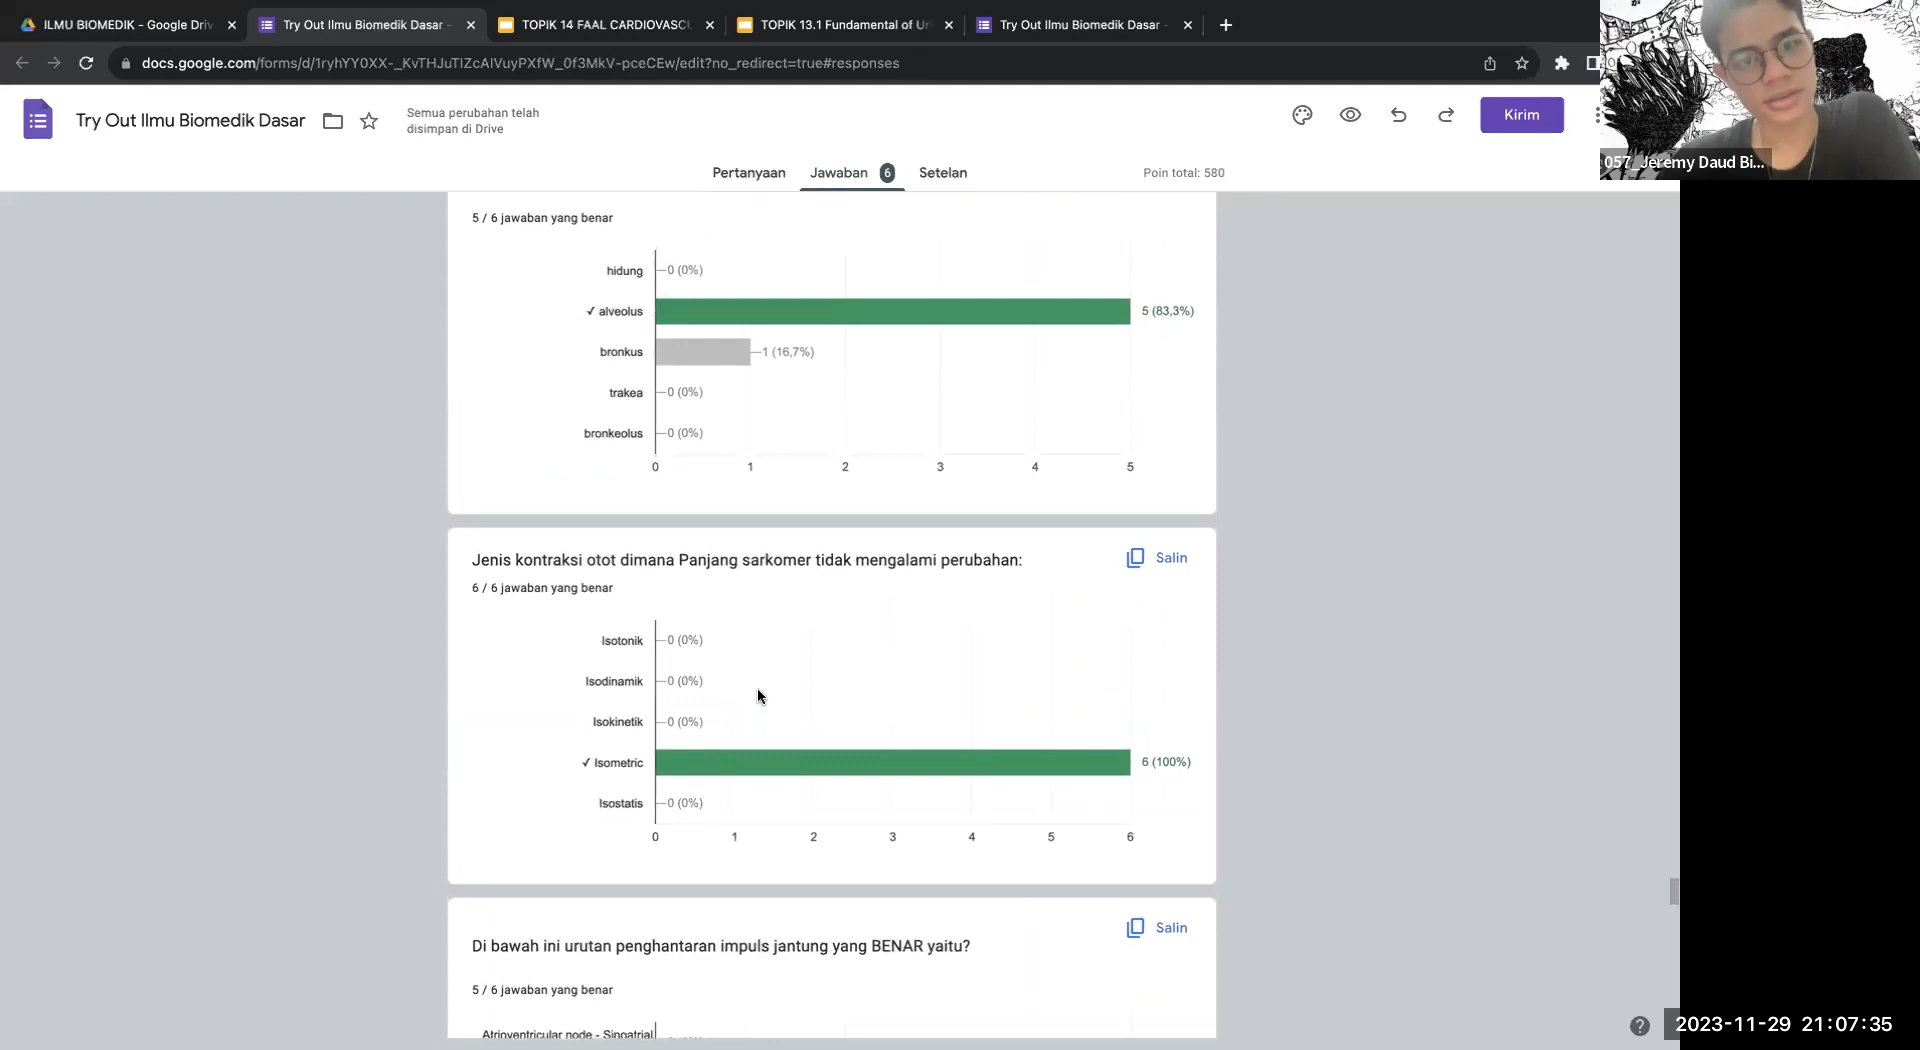 ILMU BIOMEDIK - Google Driv
Try Out Ilmu Biomedik Dasar -
TOPIK 14 FAAL CARDIOVASCU
TOPIK 13.1 Fundamental of Uri
Try Out Ilmu Biomedik Dasar -
docs.google.com/forms/d/1ryhYY0XX-_KvTHJuTlZcAlVuyPXfW_0f3MkV-pceCEw/edit?no_redirect=true#responses
Try Out Ilmu Biomedik Dasar
Semua perubahan telah
disimpan di Drive
Kirim
057_Jeremy Daud Bi...
Pertanyaan
Jawaban 6
Setelan
Poin total: 580
5 / 6 jawaban yang benar
hidung
0 (0%)
✓ alveolus
5 (83,3%)
bronkus
1 (16,7%)
trakea
0 (0%)
bronkeolus
0 (0%)
0 1 2 3 4 5
Jenis kontraksi otot dimana Panjang sarkomer tidak mengalami perubahan:
Salin
6 / 6 jawaban yang benar
Isotonik
0 (0%)
Isodinamik
0 (0%)
Isokinetik
0 (0%)
✓ Isometric
6 (100%)
Isostatis
0 (0%)
0 1 2 3 4 5 6
Salin
Di bawah ini urutan penghantaran impuls jantung yang BENAR yaitu?
5 / 6 jawaban yang benar
Atrioventricular node - Sinoatrial
2023-11-29 21:07:35